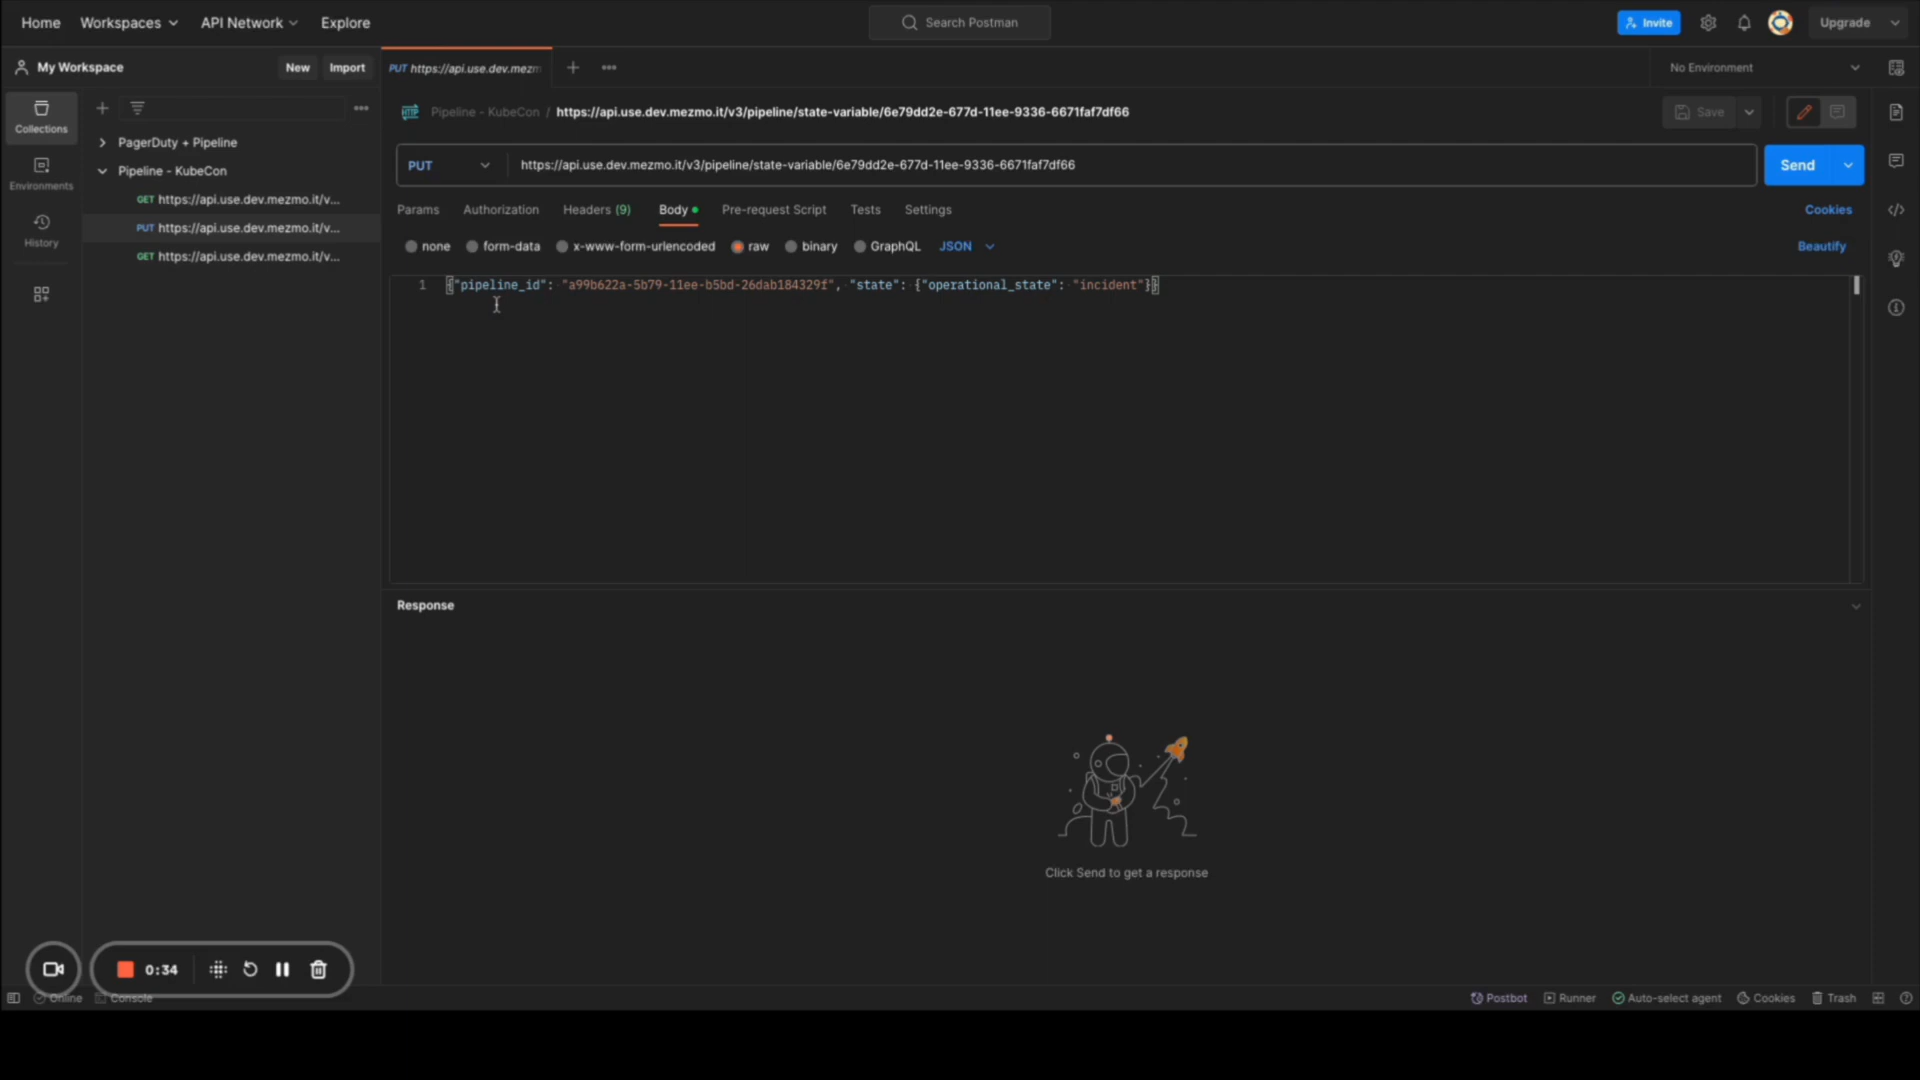 Home Workspaces API Network Explore Search Postman Invite Upgrade
My Workspace New Import PUT https://api.use.dev.mezm No Environment
Collections
Environments
History
PagerDuty + Pipeline
Pipeline - KubeCon
GET https://api.use.dev.mezmo.it/v...
PUT https://api.use.dev.mezmo.it/v...
GET https://api.use.dev.mezmo.it/v...
HTTP Pipeline - KubeCon / https://api.use.dev.mezmo.it/v3/pipeline/state-variable/6e79dd2e-677d-11ee-9336-6671faf7df66 Save
PUT https://api.use.dev.mezmo.it/v3/pipeline/state-variable/6e79dd2e-677d-11ee-9336-6671faf7df66 Send
Params Authorization Headers (9) Body Pre-request Script Tests Settings Cookies
none form-data x-www-form-urlencoded raw binary GraphQL JSON Beautify
1 {"pipeline_id": "a99b622a-5b79-11ee-b5bd-26dab184329f", "state": {"operational_state": "incident"}}
Response
Click Send to get a response
0:34
Online Console Postbot Runner Auto-select agent Cookies Trash